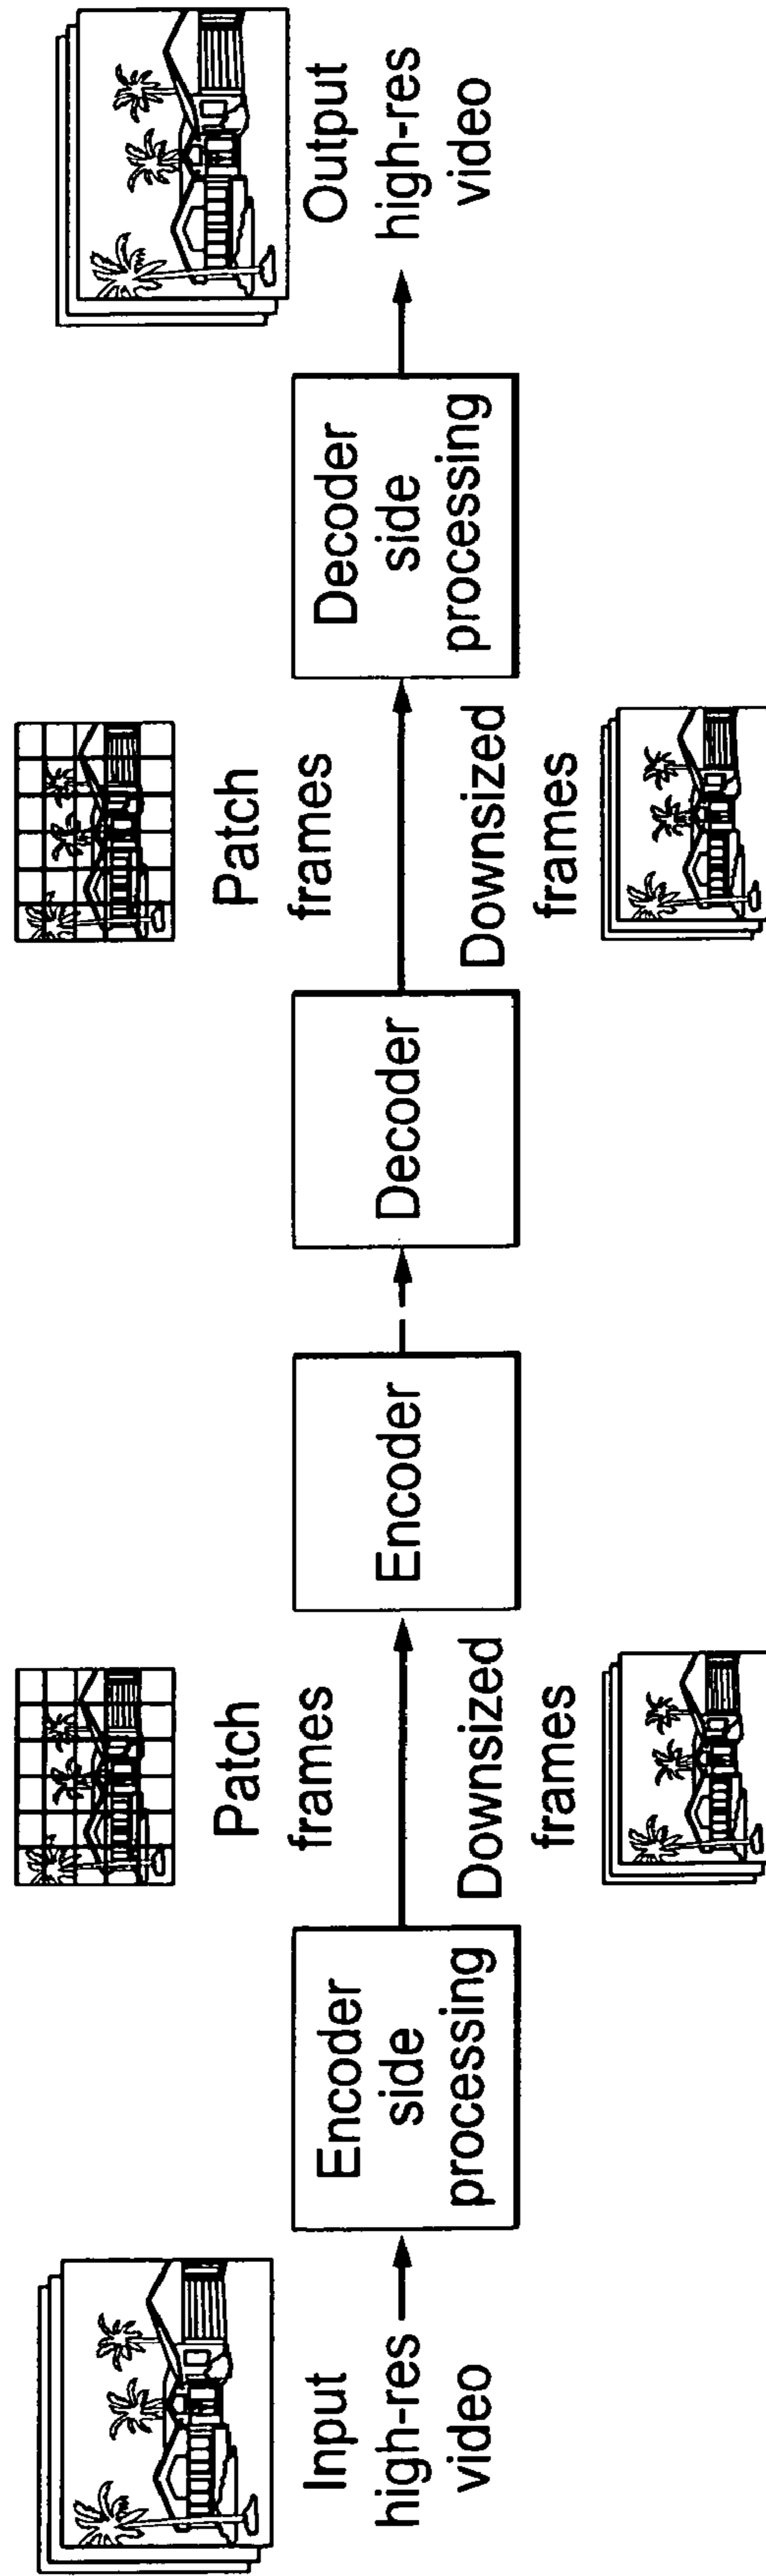 Input
high-res
video
Encoder
side
processing
Patch
frames
Downsized
frames
Encoder
Decoder
Patch
frames
Downsized
frames
Decoder
side
processing
Output
high-res
video